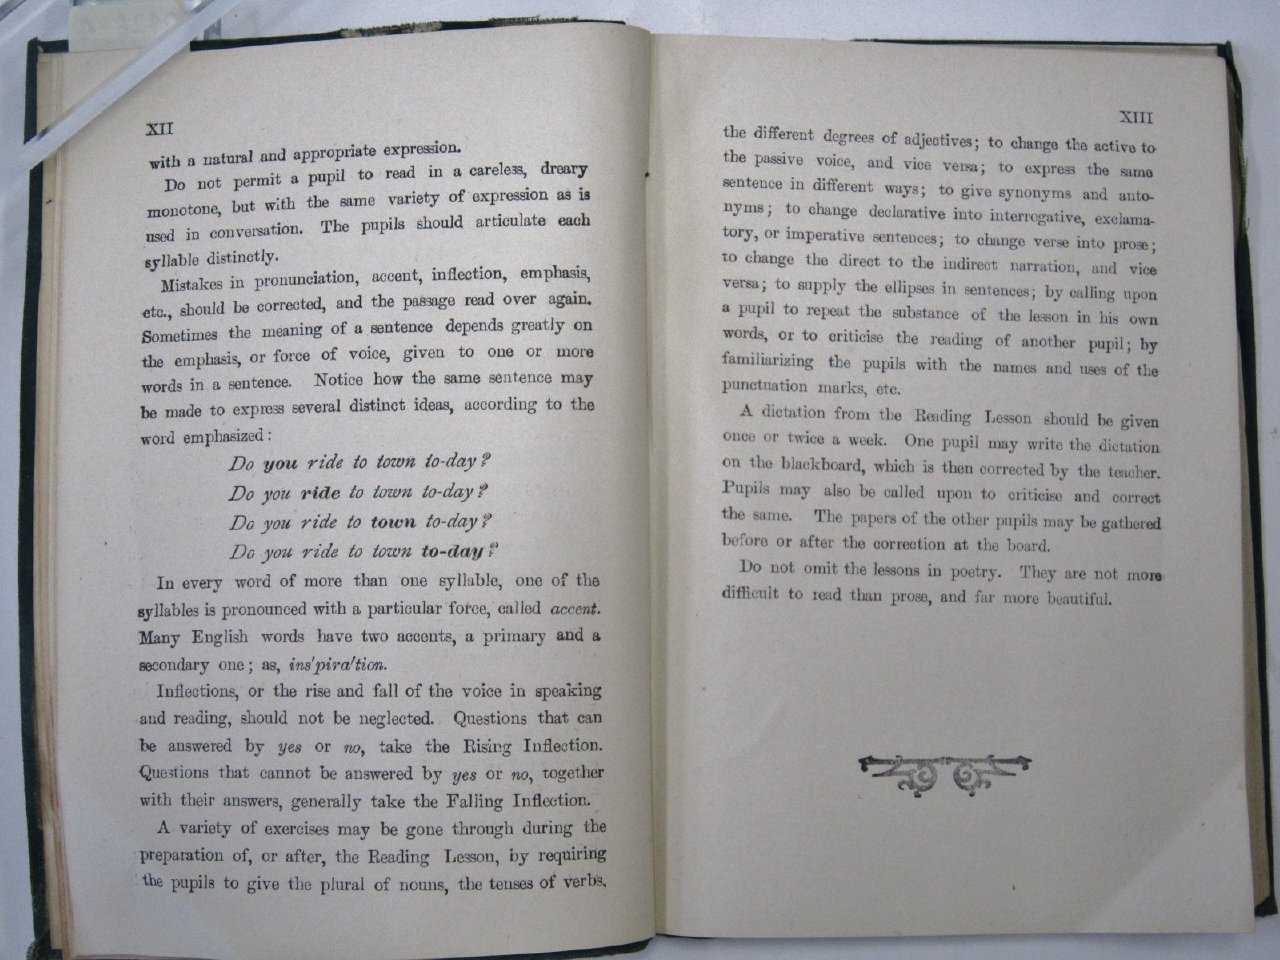 XII
with a natural and appropriate expression.
Do not permit a pupil to read in a careless, dreary
monotone, but with the same variety of expression as is
used in conversation. The pupils should articulate each
syllable distinctly.
Mistakes in pronunciation, accent, inflection, emphasis,
etc., should be corrected, and the passage read over again.
Sometimes the meaning of a sentence depends greatly on
the emphasis, or force of voice, given to one or more
words in a sentence. Notice how the same sentence may
be made to express several distinct ideas, according to the
word emphasized:
Do you ride to town to-day?
Do you ride to town to-day?
Do you ride to town to-day?
Do you ride to town to-day?
In every word of more than one syllable, one of the
syllables is pronounced with a particular force, called accent.
Many English words have two accents, a primary and a
secondary one; as, ins'pira'tion.
Inflections, or the rise and fall of the voice in speaking
and reading, should not be neglected. Questions that can
be answered by yes or no, take the Rising Inflection.
Questions that cannot be answered by yes or no, together
with their answers, generally take the Falling Inflection.
A variety of exercises may be gone through during the
preparation of, or after, the Reading Lesson, by requiring
the pupils to give the plural of nouns, the tenses of verbs,
XIII
the different degrees of adjectives; to change the active to
the passive voice, and vice versa; to express the same
sentence in different ways; to give synonyms and anto-
nyms; to change declarative into interrogative, exclama-
tory, or imperative sentences; to change verse into prose;
to change the direct to the indirect narration, and vice
versa; to supply the ellipses in sentences; by calling upon
a pupil to repeat the substance of the lesson in his own
words, or to criticise the reading of another pupil; by
familiarizing the pupils with the names and uses of the
punctuation marks, etc.
A dictation from the Reading Lesson should be given
once or twice a week. One pupil may write the dictation
on the blackboard, which is then corrected by the teacher.
Pupils may also be called upon to criticise and correct
the same. The papers of the other pupils may be gathered
before or after the correction at the board.
Do not omit the lessons in poetry. They are not more
difficult to read than prose, and far more beautiful.